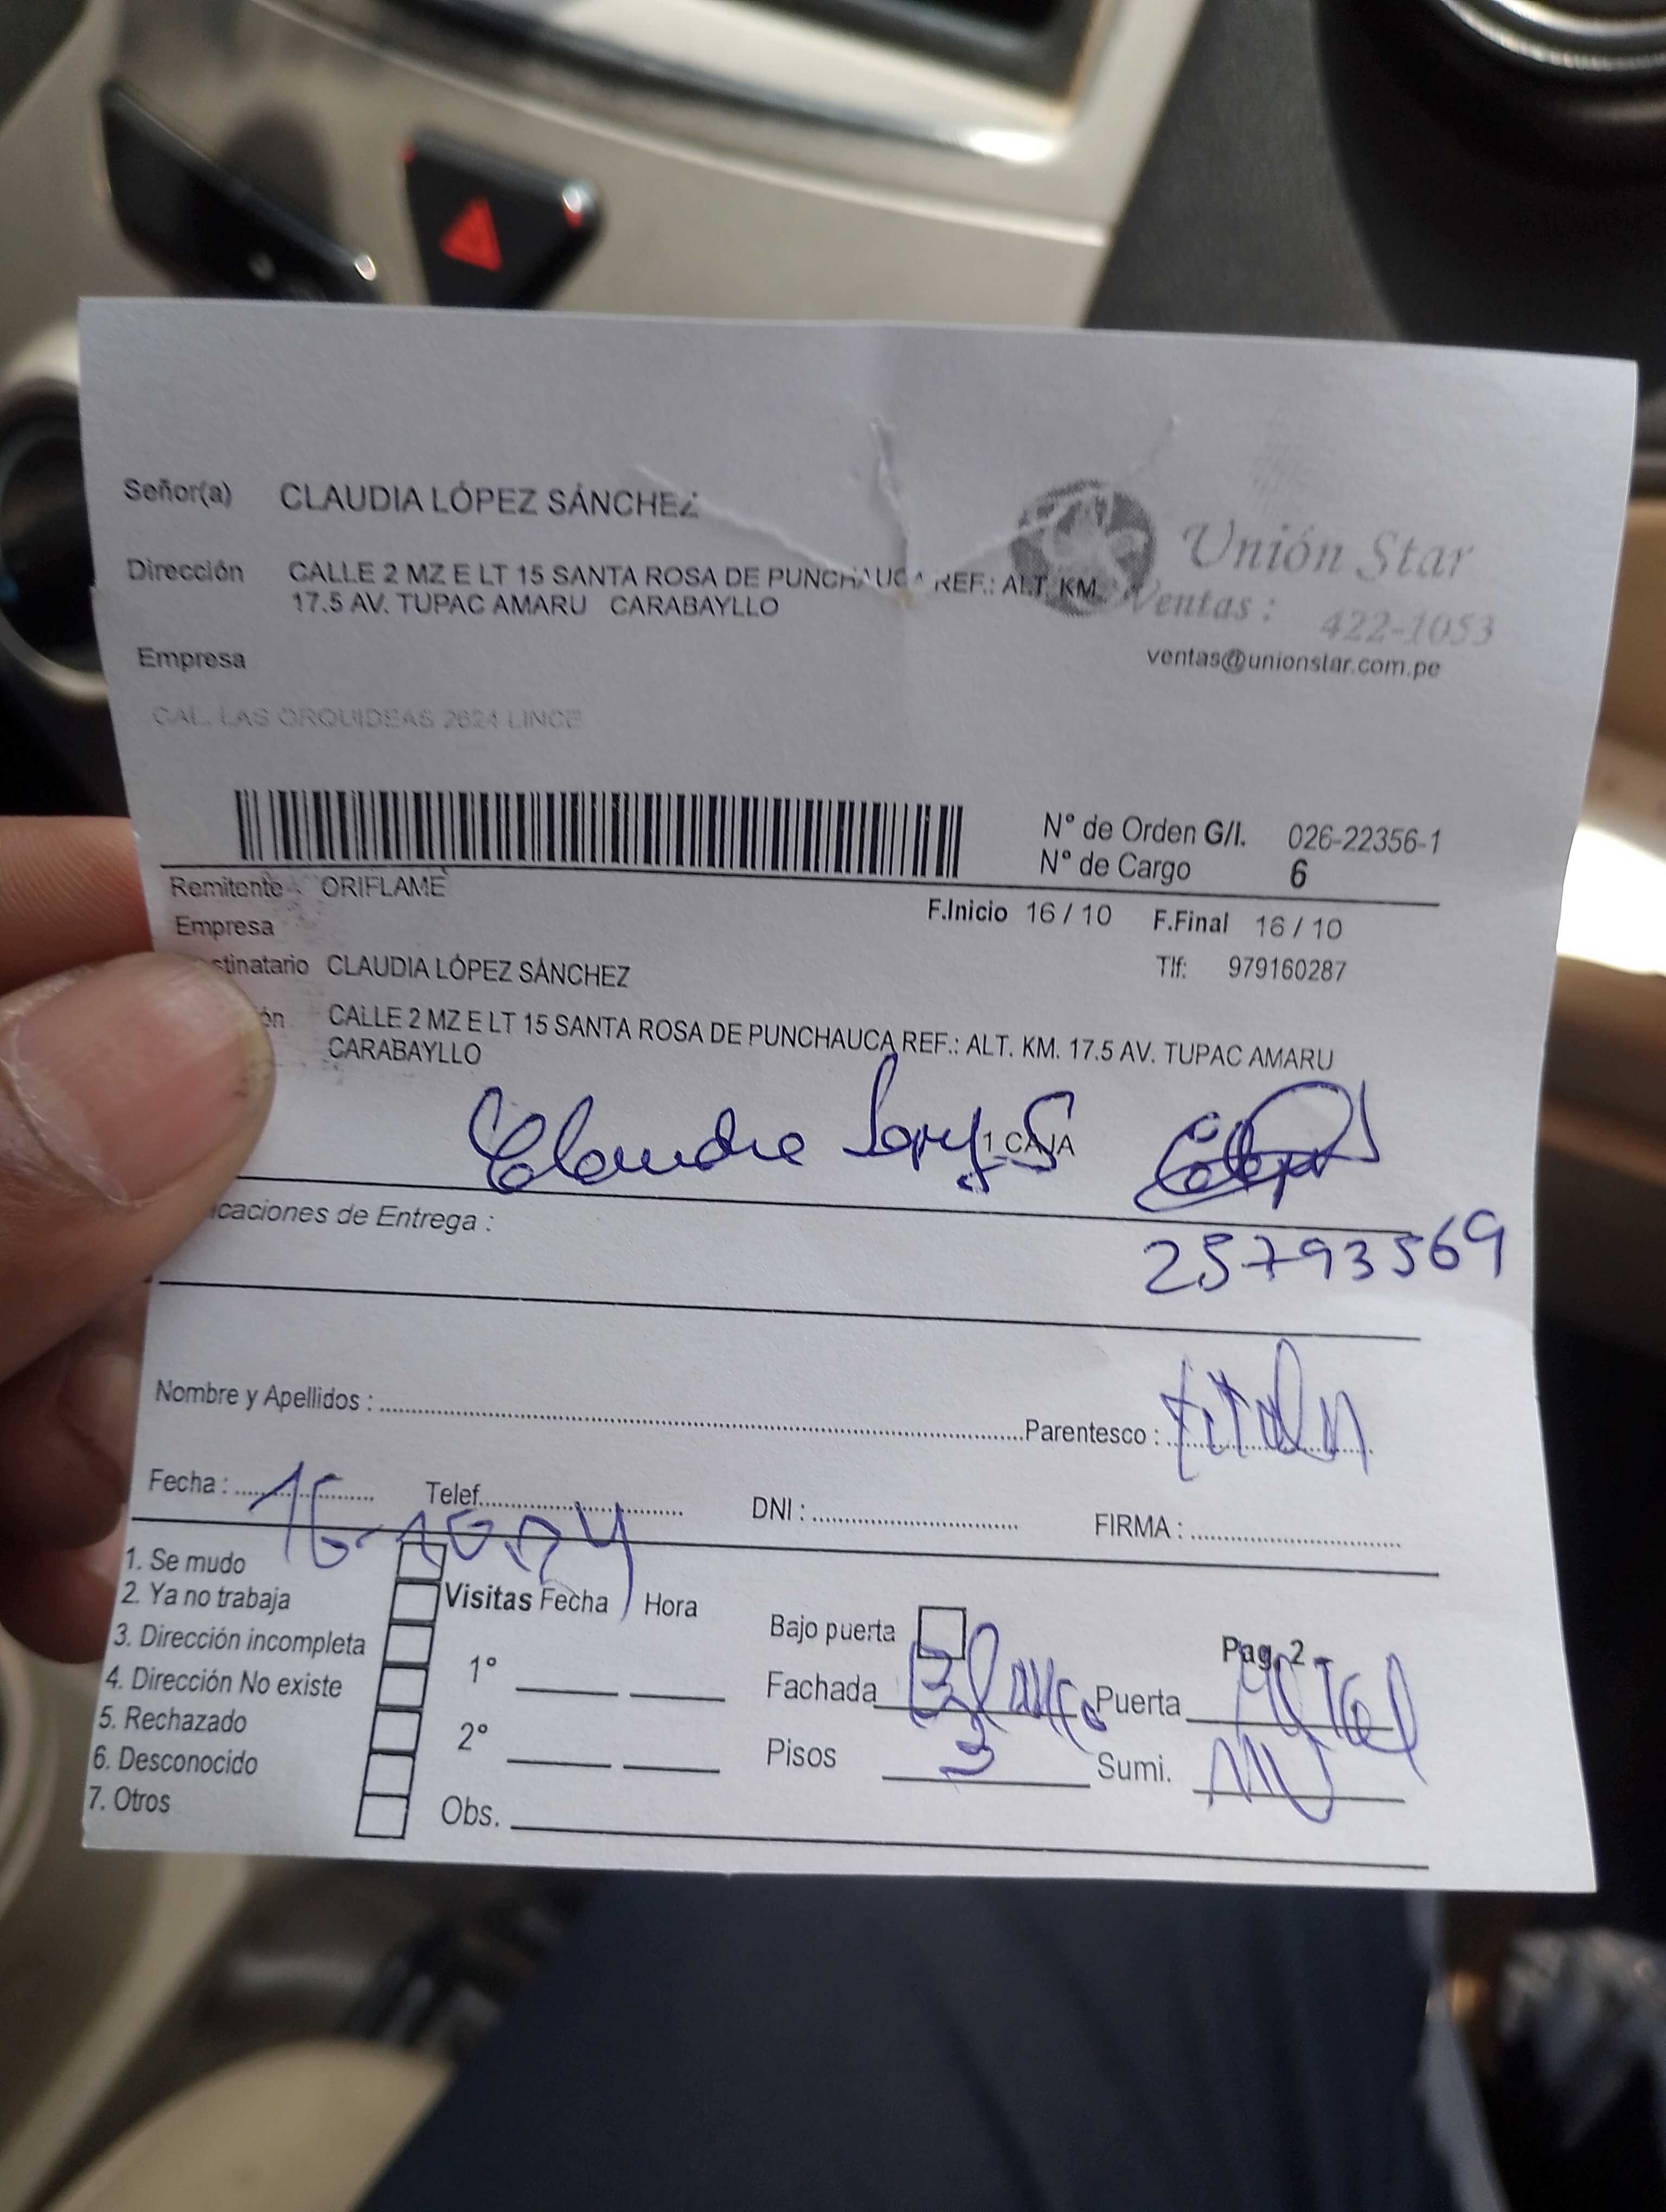 Señor(a) CLAUDIA LÓPEZ SÁNCHEZ
Unión Star
Dirección CALLE 2 MZ E LT 15 SANTA ROSA DE PUNCHAUCA REF.: ALT. KM.
17.5 AV. TUPAC AMARU CARABAYLLO
Ventas : 422-1053
ventas@unionstar.com.pe
Empresa
CAL. LAS ORQUIDEAS 2624 LINCE
N° de Orden G/I. 026-22356-1
N° de Cargo 6
Remitente ORIFLAME
F.Inicio 16 / 10 F.Final 16 / 10
Empresa
stinatario CLAUDIA LÓPEZ SÁNCHEZ
Tlf: 979160287
ón CALLE 2 MZ E LT 15 SANTA ROSA DE PUNCHAUCA REF.: ALT. KM. 17.5 AV. TUPAC AMARU
CARABAYLLO
Claudia Lopez S 1 CAJA
icaciones de Entrega :
25793569
Nombre y Apellidos : Parentesco : titular
Fecha : 16-10-24 Telef. DNI : FIRMA :
1. Se mudo
2. Ya no trabaja
3. Dirección incompleta
4. Dirección No existe
5. Rechazado
6. Desconocido
7. Otros
Visitas Fecha Hora
1°
2°
Obs.
Bajo puerta Pag. 2
Fachada Blanco Puerta Metal
Pisos 3 Sumi.